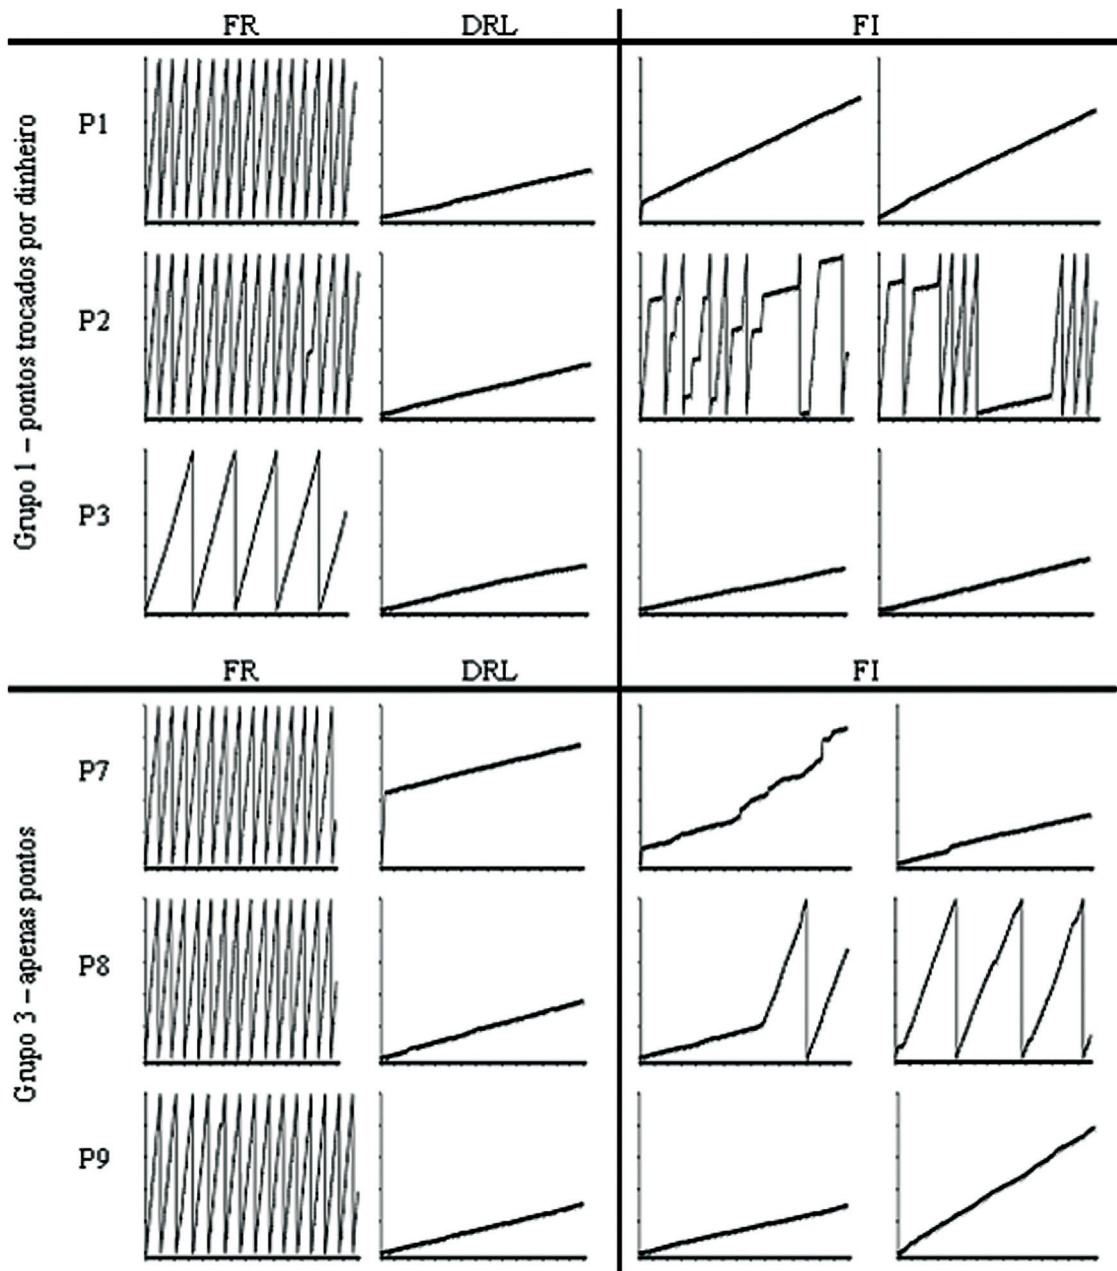 FR DRL FI
Grupo 1 – pontos trocados por dinheiro
P1
P2
P3
FR DRL FI
Grupo 3 – apenas pontos
P7
P8
P9